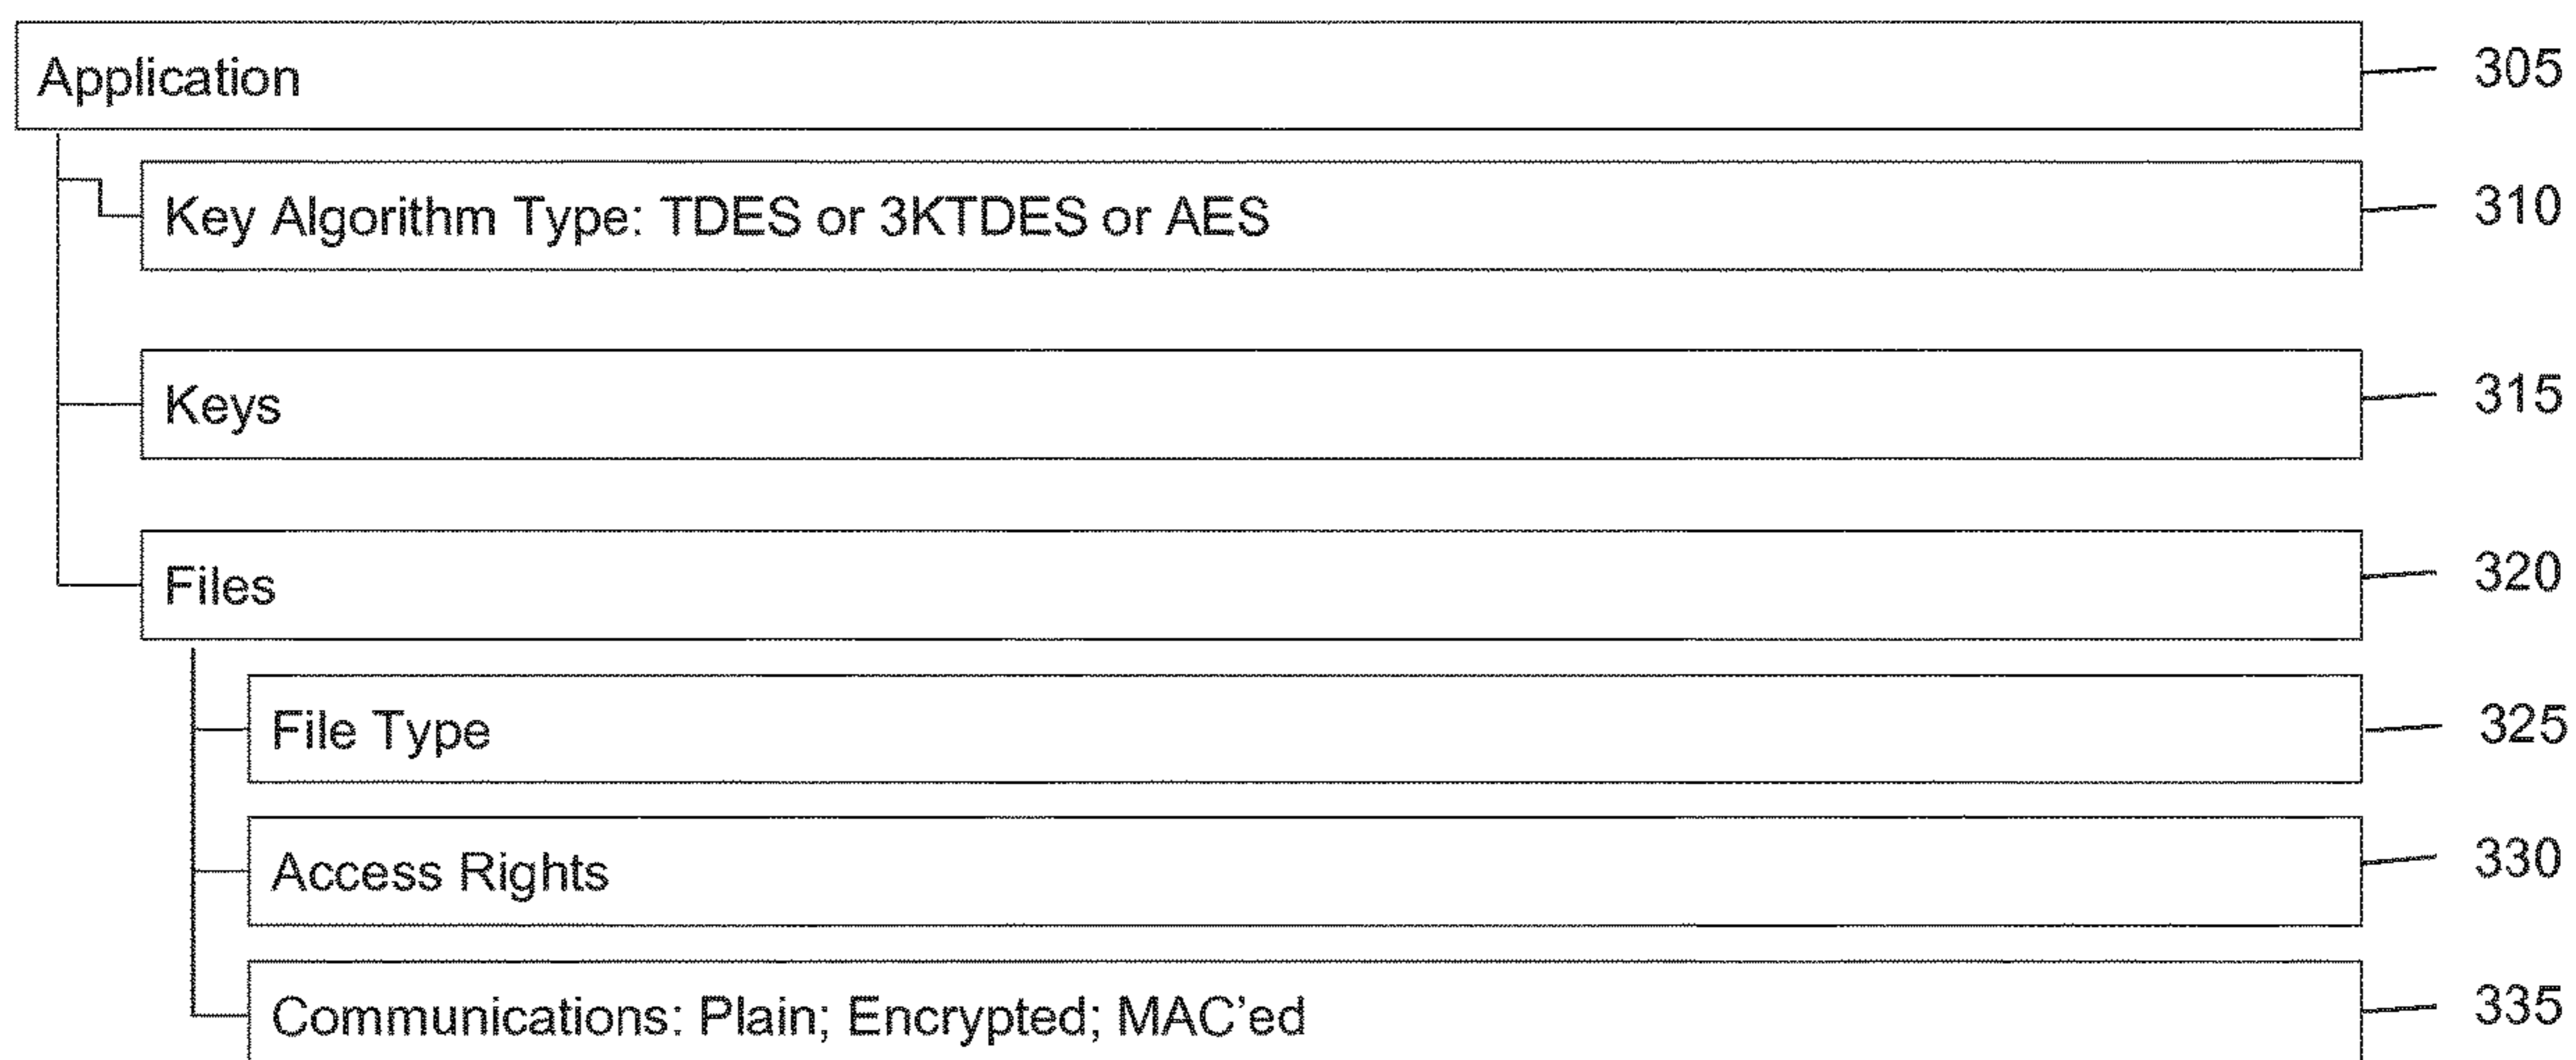 Application 305
Key Algorithm Type: TDES or 3KTDES or AES 310
Keys 315
Files 320
File Type 325
Access Rights 330
Communications: Plain; Encrypted; MAC'ed 335